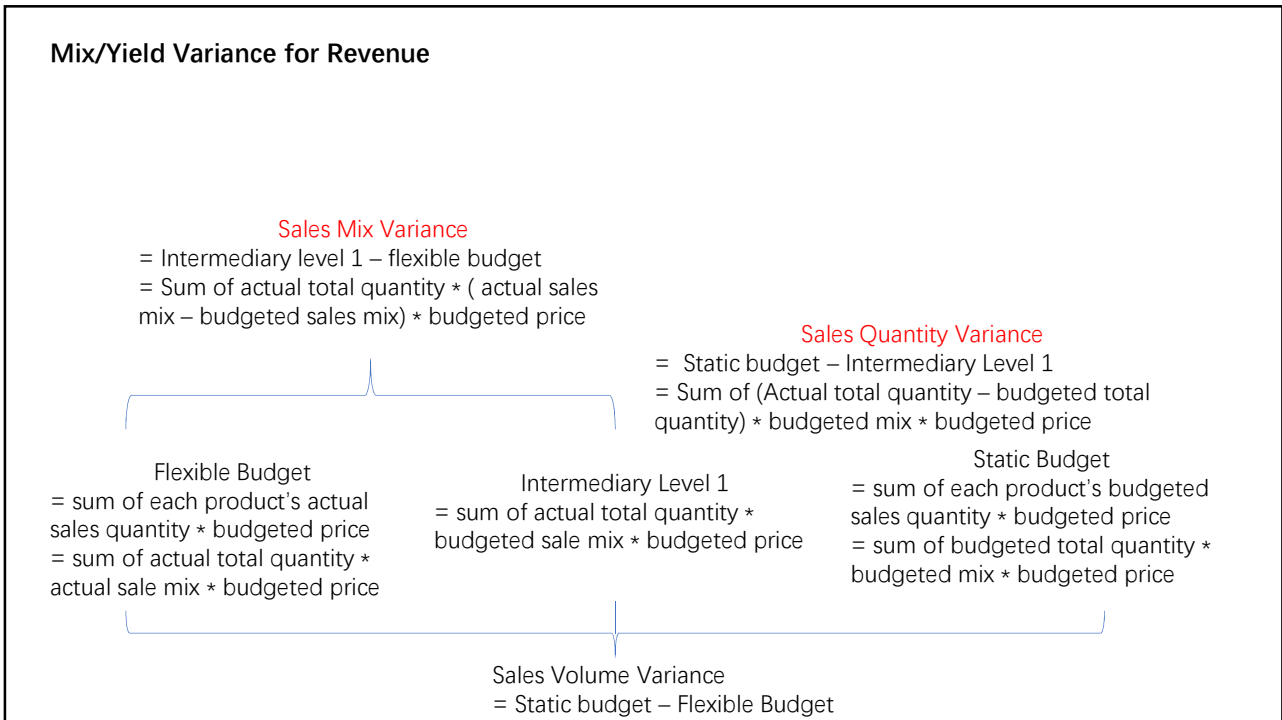 Mix/Yield Variance for Revenue
Sales Mix Variance
= Intermediary level 1 – flexible budget
= Sum of actual total quantity * ( actual sales
mix – budgeted sales mix) * budgeted price
Sales Quantity Variance
=  Static budget – Intermediary Level 1
= Sum of (Actual total quantity – budgeted total
quantity) * budgeted mix * budgeted price
Flexible Budget
= sum of each product's actual
sales quantity * budgeted price
= sum of actual total quantity *
actual sale mix * budgeted price
Intermediary Level 1
= sum of actual total quantity *
budgeted sale mix * budgeted price
Static Budget
= sum of each product's budgeted
sales quantity * budgeted price
= sum of budgeted total quantity *
budgeted mix * budgeted price
Sales Volume Variance
= Static budget – Flexible Budget